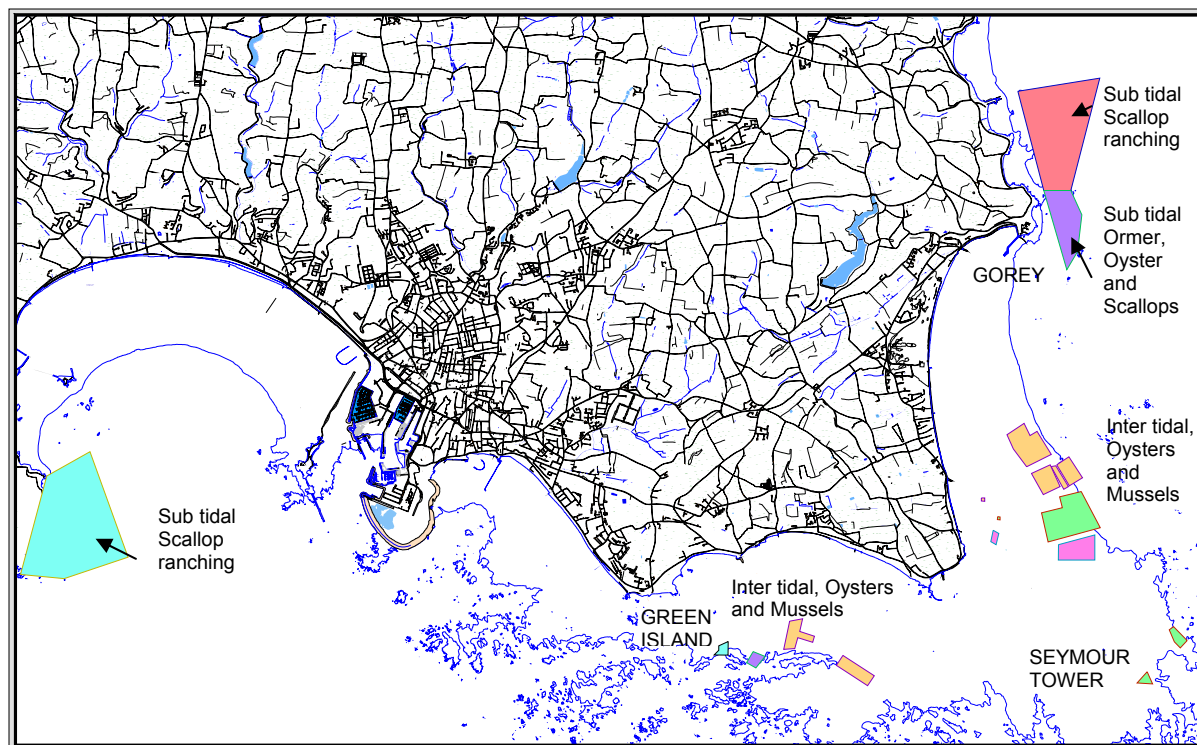 Sub tidal
Scallop
ranching
Sub tidal
Ormer,
Oyster
and
Scallops
GOREY
Inter tidal,
Oysters
and
Mussels
Sub tidal
Scallop
ranching
Inter tidal, Oysters
and Mussels
GREEN
ISLAND
SEYMOUR
TOWER